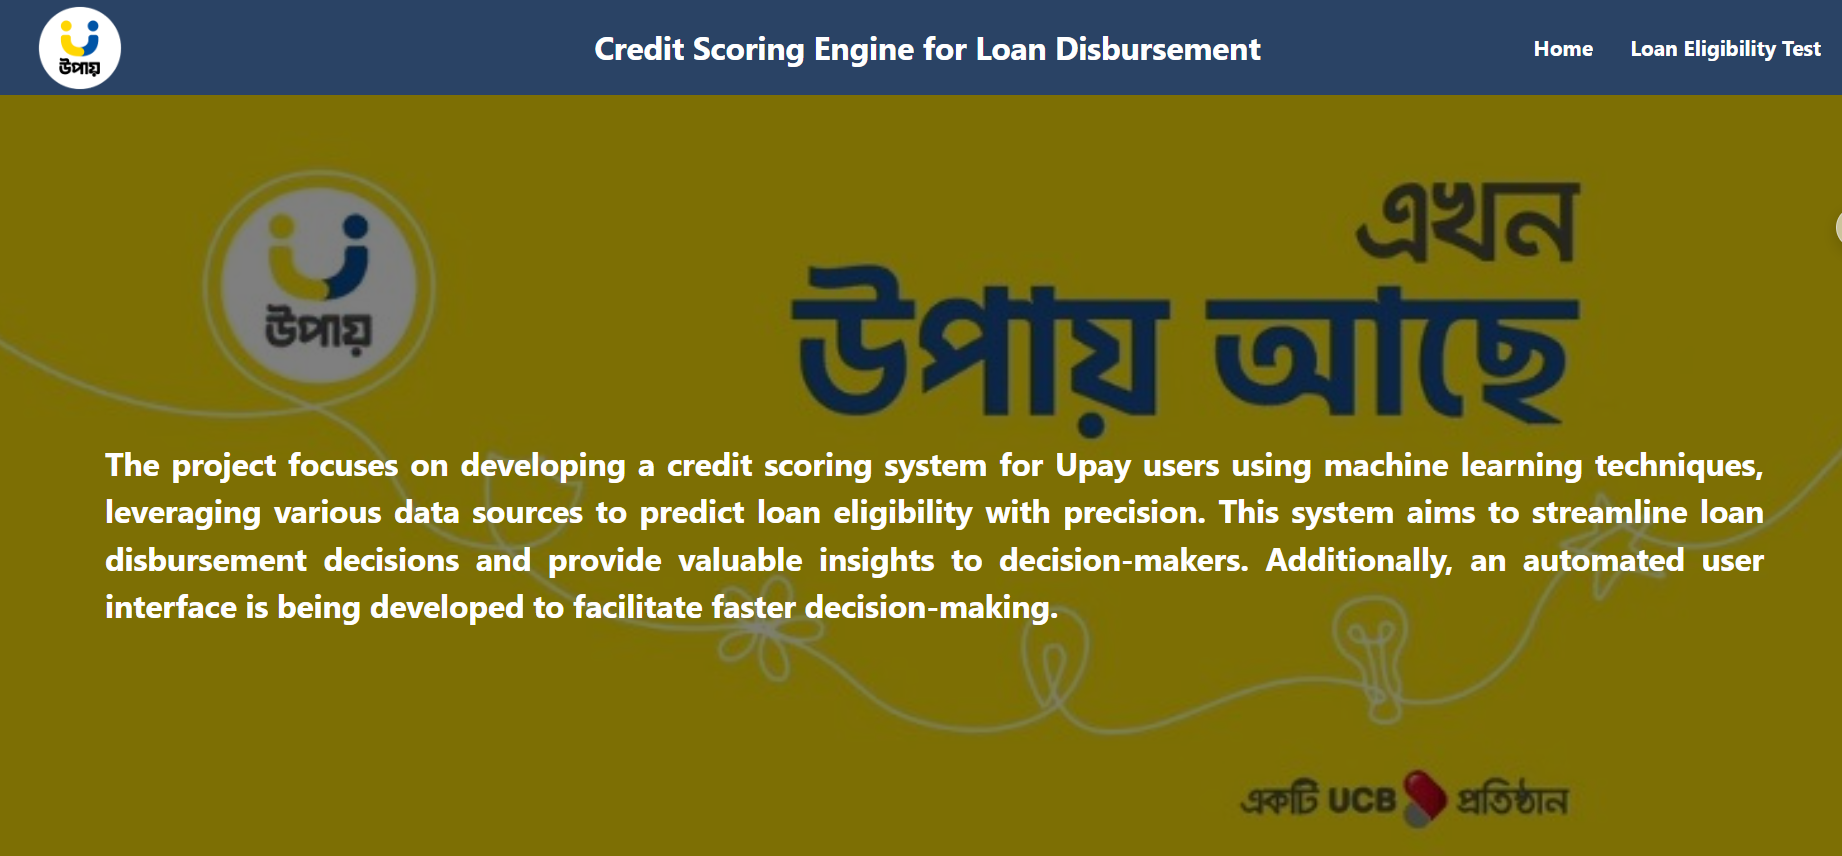 উপায়
Credit Scoring Engine for Loan Disbursement
Home
Loan Eligibility Test
উপায়
এখন
উপায় আছে
The project focuses on developing a credit scoring system for Upay users using machine learning techniques,
leveraging various data sources to predict loan eligibility with precision. This system aims to streamline loan
disbursement decisions and provide valuable insights to decision-makers. Additionally, an automated user
interface is being developed to facilitate faster decision-making.
একটি UCB প্রতিষ্ঠান